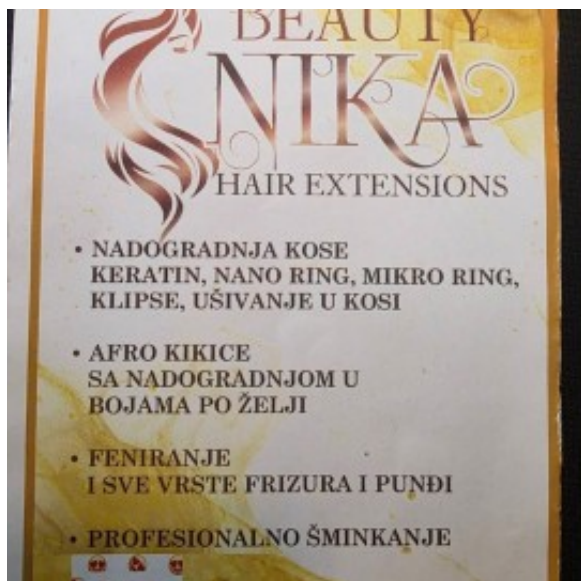 BEAUTY
NIKA
HAIR EXTENSIONS
• NADOGRADNJA KOSE
KERATIN, NANO RING, MIKRO RING,
KLIPSE, UŠIVANJE U KOSI
• AFRO KIKICE
SA NADOGRADNJOM U
BOJAMA PO ŽELJI
• FENIRANJE
I SVE VRSTE FRIZURA I PUNĐI
• PROFESIONALNO ŠMINKANJE